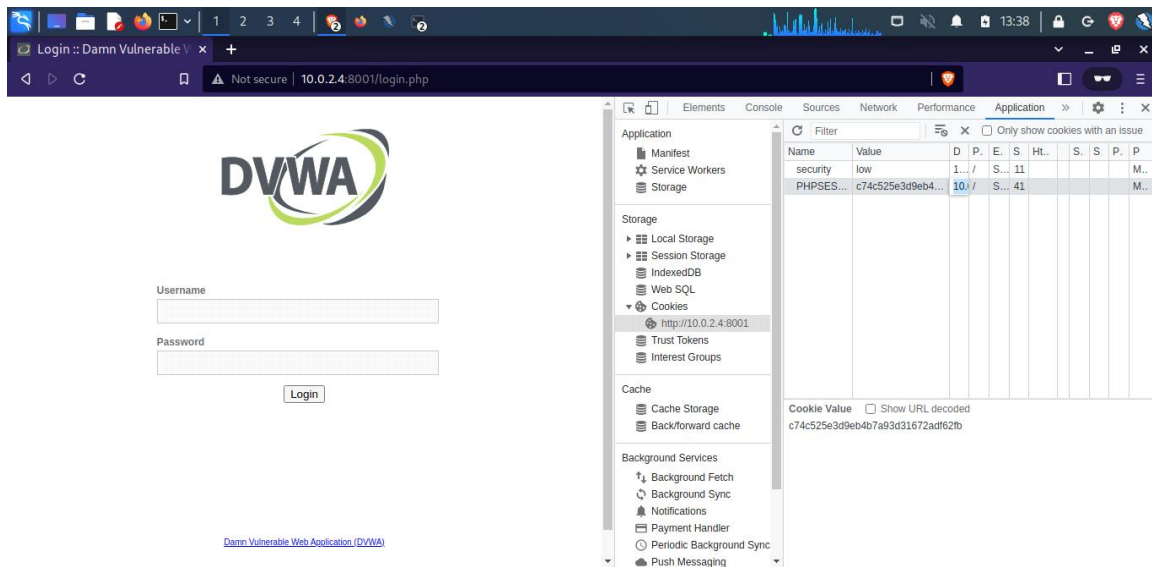 1 2 3 4
13:38
Login :: Damn Vulnerable W
Not secure | 10.0.2.4:8001/login.php
DVWA
Username
Password
Login
Damn Vulnerable Web Application (DVWA)
Elements Console Sources Network Performance Application
Application
Manifest
Service Workers
Storage
Storage
Local Storage
Session Storage
IndexedDB
Web SQL
Cookies
http://10.0.2.4:8001
Trust Tokens
Interest Groups
Cache
Cache Storage
Back/forward cache
Background Services
Background Fetch
Background Sync
Notifications
Payment Handler
Periodic Background Sync
Push Messaging
Filter Only show cookies with an issue
Name Value D P. E. S Ht.. S. S P. P
security low 1... / S... 11 M..
PHPSES... c74c525e3d9eb4... 10. / S... 41 M..
Cookie Value Show URL decoded
c74c525e3d9eb4b7a93d31672adf62fb